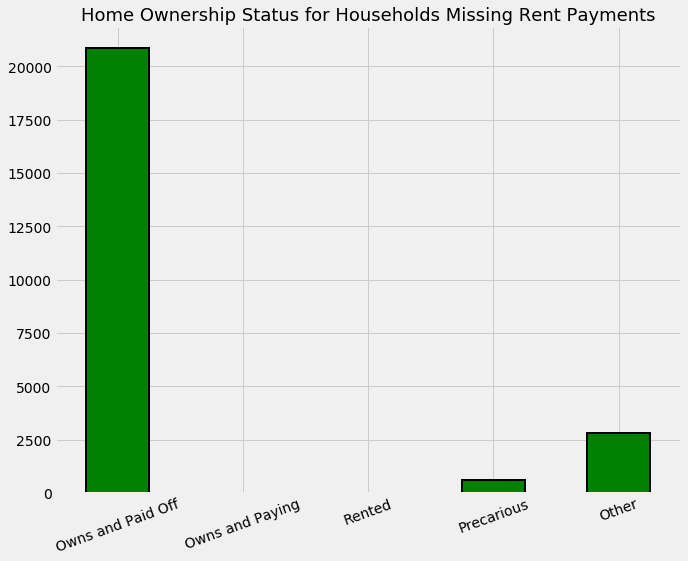 Home Ownership Status for Households Missing Rent Payments
20000
17500
15000
12500
10000
7500
5000
2500
0
Owns and Paid Off
Owns and Paying
Rented
Precarious
Other